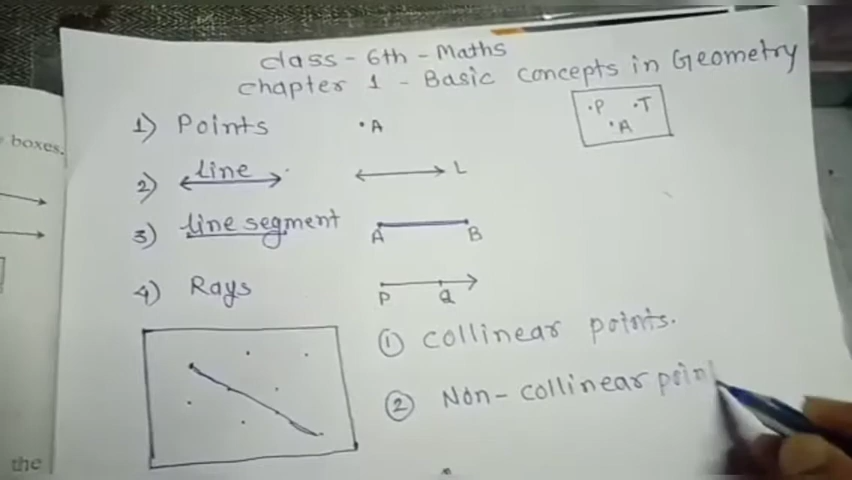 class - 6th - Maths
chapter 1 - Basic concepts in Geometry
boxes.
1) Points
• A
• P • T
• A
2) line
L
3) line segment
A B
4) Rays
P Q
① Collinear points.
② Non-collinear poin
the